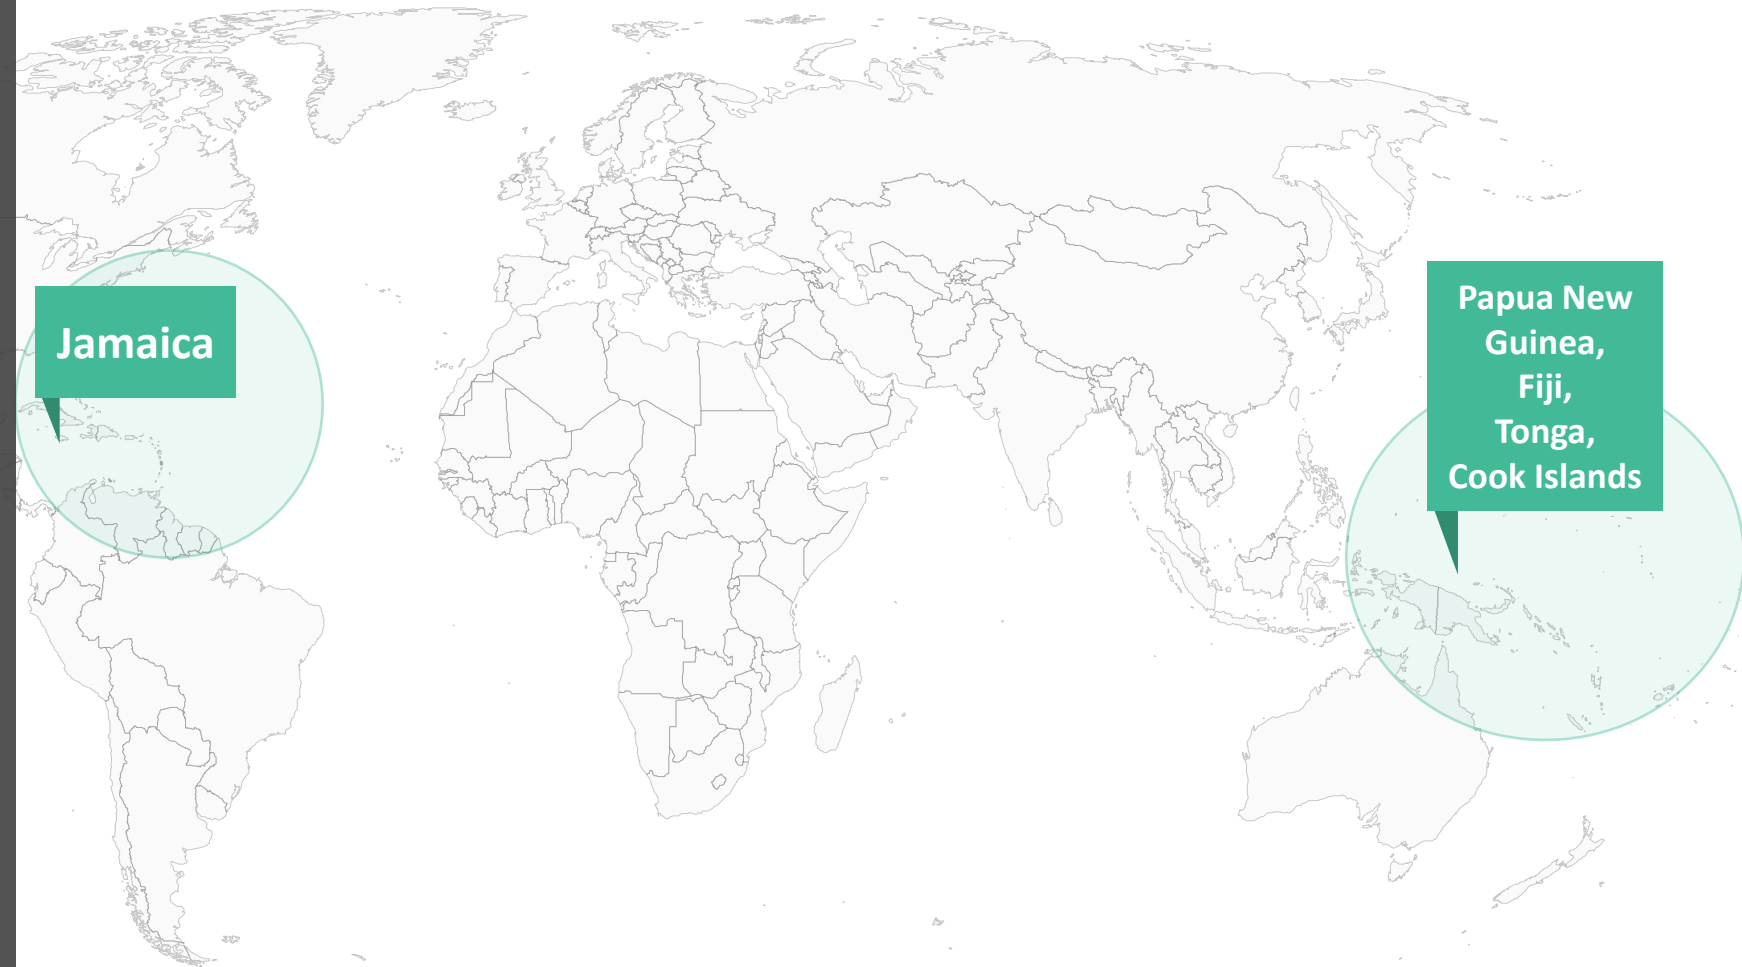 Jamaica
Papua New
Guinea,
Fiji,
Tonga,
Cook Islands